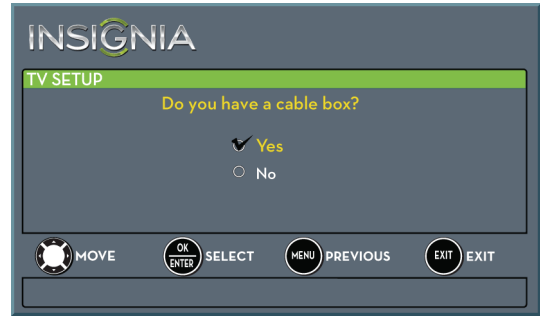 INSIGNIA
TV SETUP
Do you have a cable box?
Yes
No
MOVE OK ENTER SELECT MENU PREVIOUS EXIT EXIT